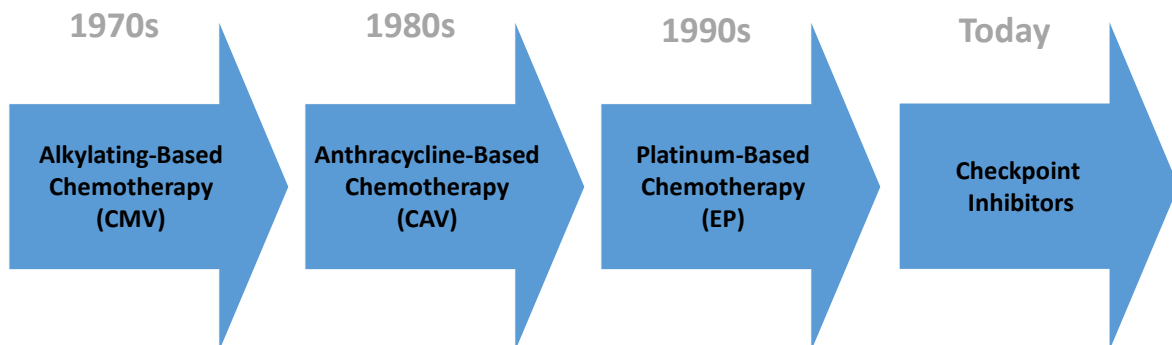 1970s
1980s
1990s
Today
Alkylating-Based
Chemotherapy
(CMV)
Anthracycline-Based
Chemotherapy
(CAV)
Platinum-Based
Chemotherapy
(EP)
Checkpoint
Inhibitors